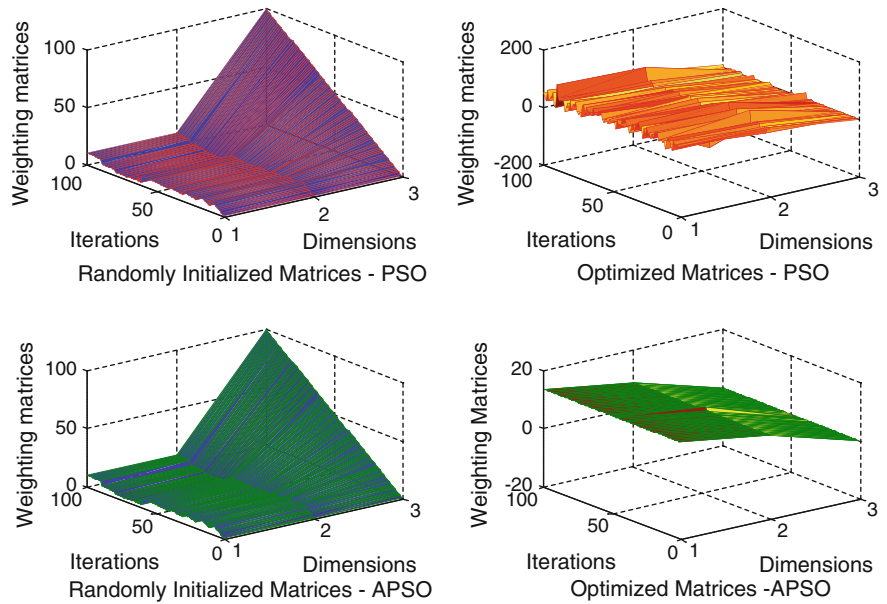 Weighting matrices
100
50
0
100
50
0
1
2
3
Iterations
Dimensions
Randomly Initialized Matrices - PSO
Weighting matrices
200
0
-200
100
50
0
1
2
3
Iterations
Dimensions
Optimized Matrices - PSO
Weighting matrices
100
50
0
100
50
0
1
2
3
Iterations
Dimensions
Randomly Initialized Matrices - APSO
Weighting Matrices
20
0
-20
100
50
0
1
2
3
Iterations
Dimensions
Optimized Matrices -APSO